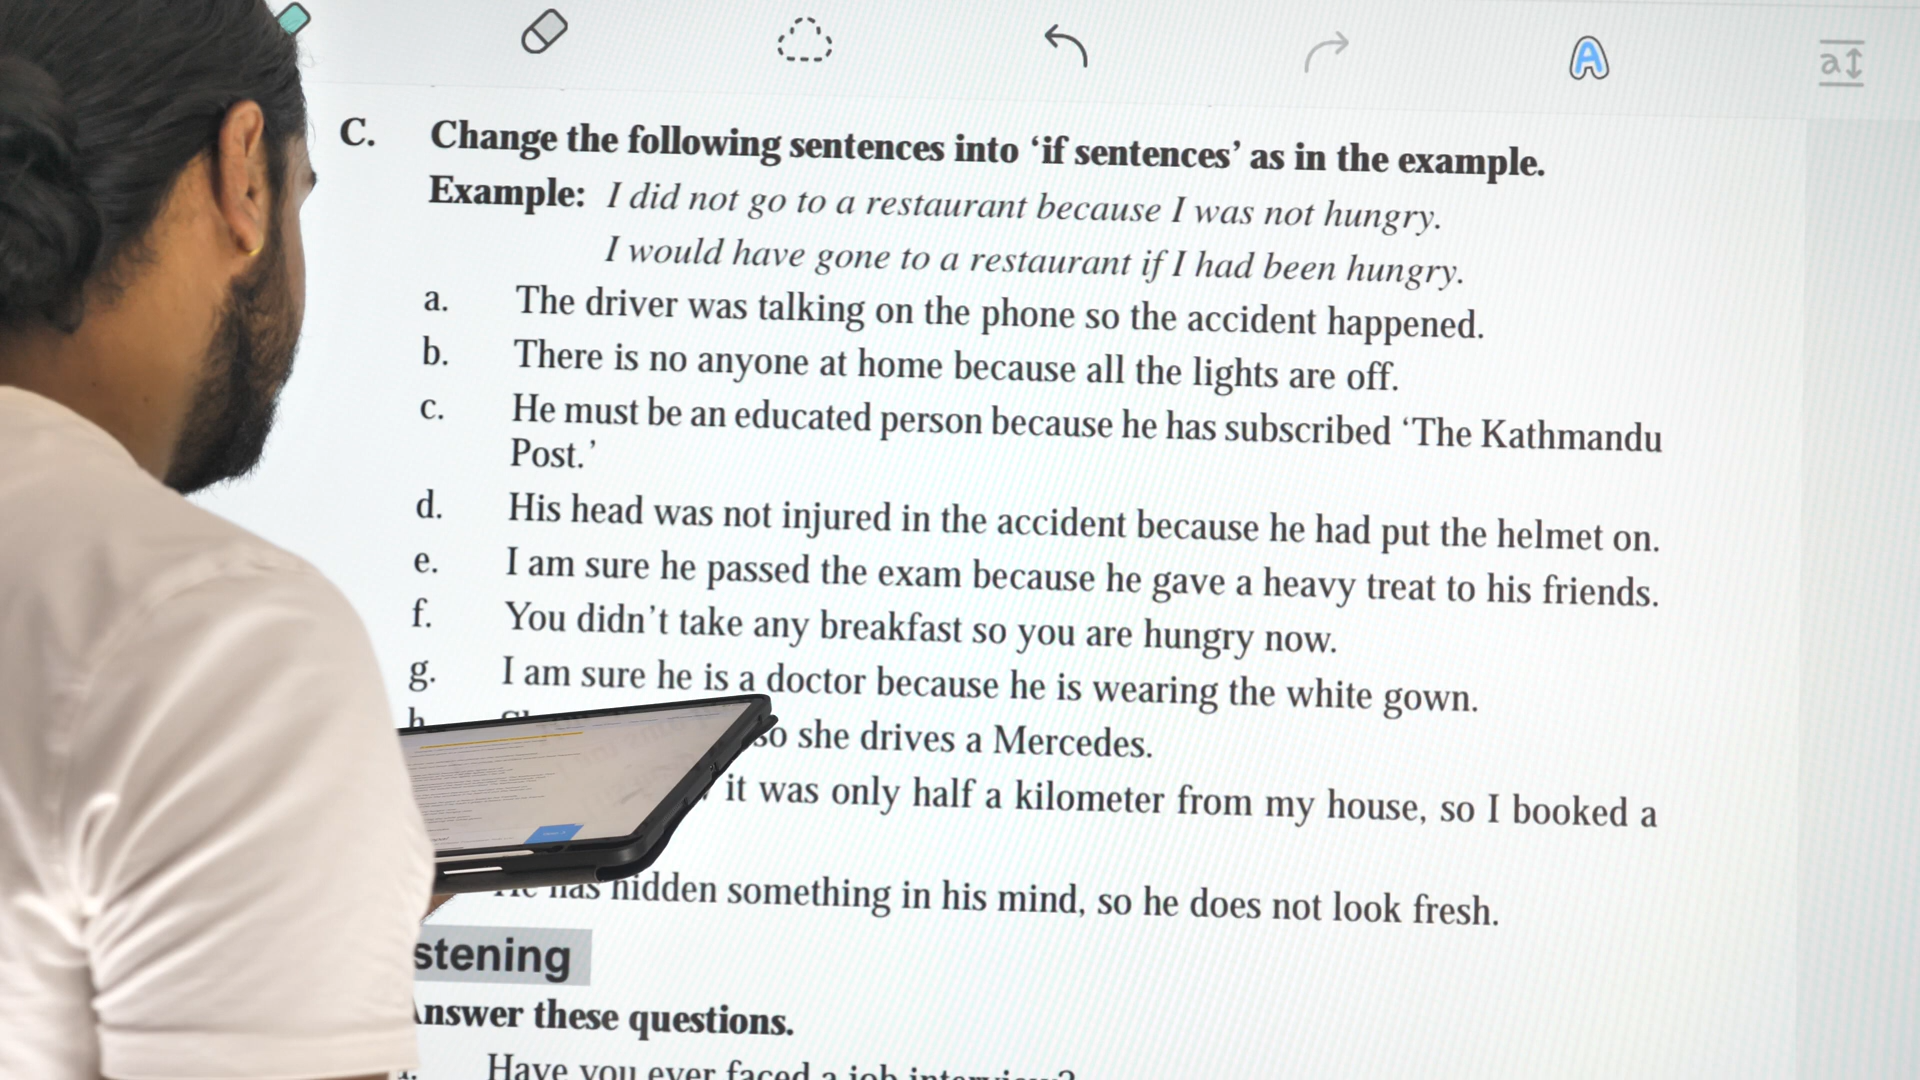 C. Change the following sentences into ‘if sentences’ as in the example.
Example: I did not go to a restaurant because I was not hungry.
I would have gone to a restaurant if I had been hungry.
a. The driver was talking on the phone so the accident happened.
b. There is no anyone at home because all the lights are off.
c. He must be an educated person because he has subscribed ‘The Kathmandu
Post.’
d. His head was not injured in the accident because he had put the helmet on.
e. I am sure he passed the exam because he gave a heavy treat to his friends.
f. You didn’t take any breakfast so you are hungry now.
g. I am sure he is a doctor because he is wearing the white gown.
h. so she drives a Mercedes.
it was only half a kilometer from my house, so I booked a
He has hidden something in his mind, so he does not look fresh.
stening
Answer these questions.
Have you ever faced a job interview?